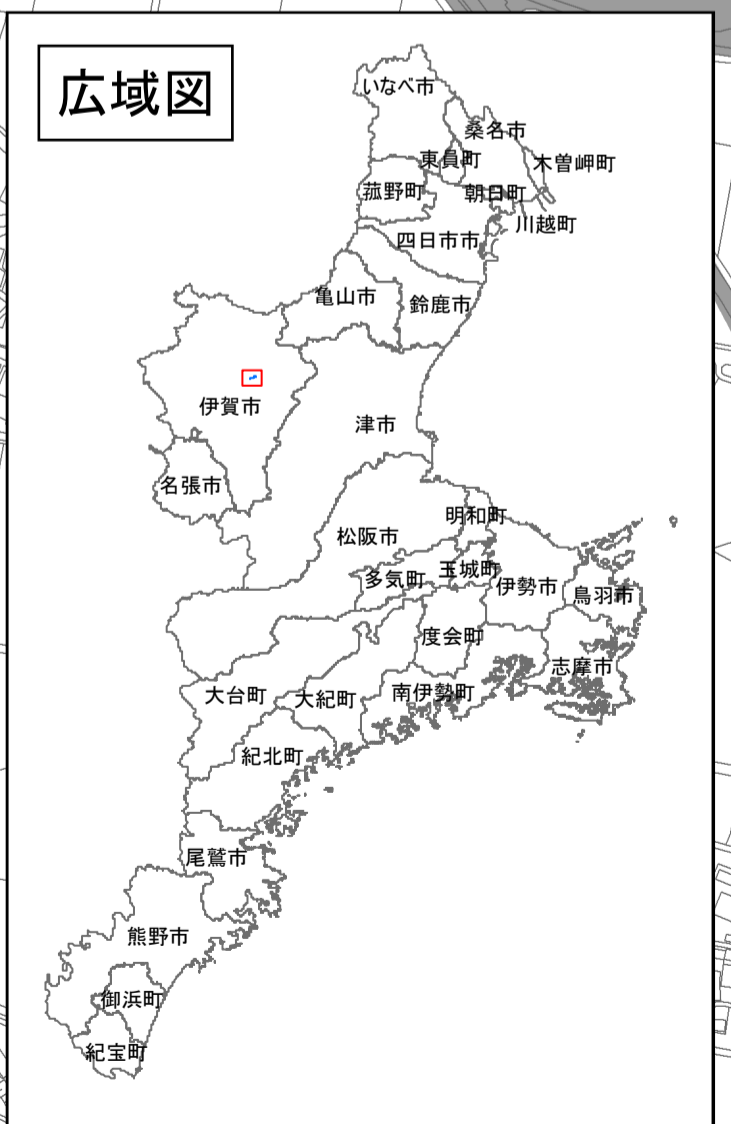 広域図
いなべ市
桑名市
東員町
木曽岬町
菰野町
朝日町
川越町
四日市市
亀山市
鈴鹿市
伊賀市
津市
名張市
明和町
松阪市
玉城町
多気町
伊勢市
鳥羽市
度会町
志摩市
大台町
大紀町
南伊勢町
紀北町
尾鷲市
熊野市
御浜町
紀宝町